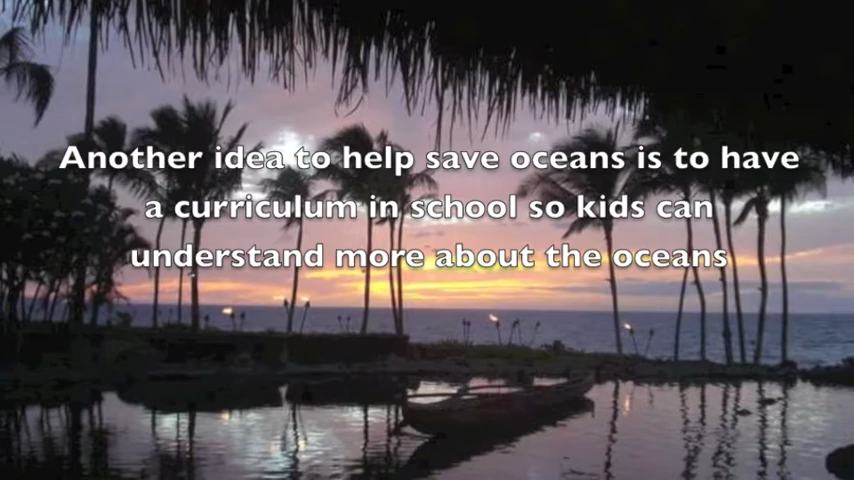 Another idea to help save oceans is to have
a curriculum in school so kids can
understand more about the oceans